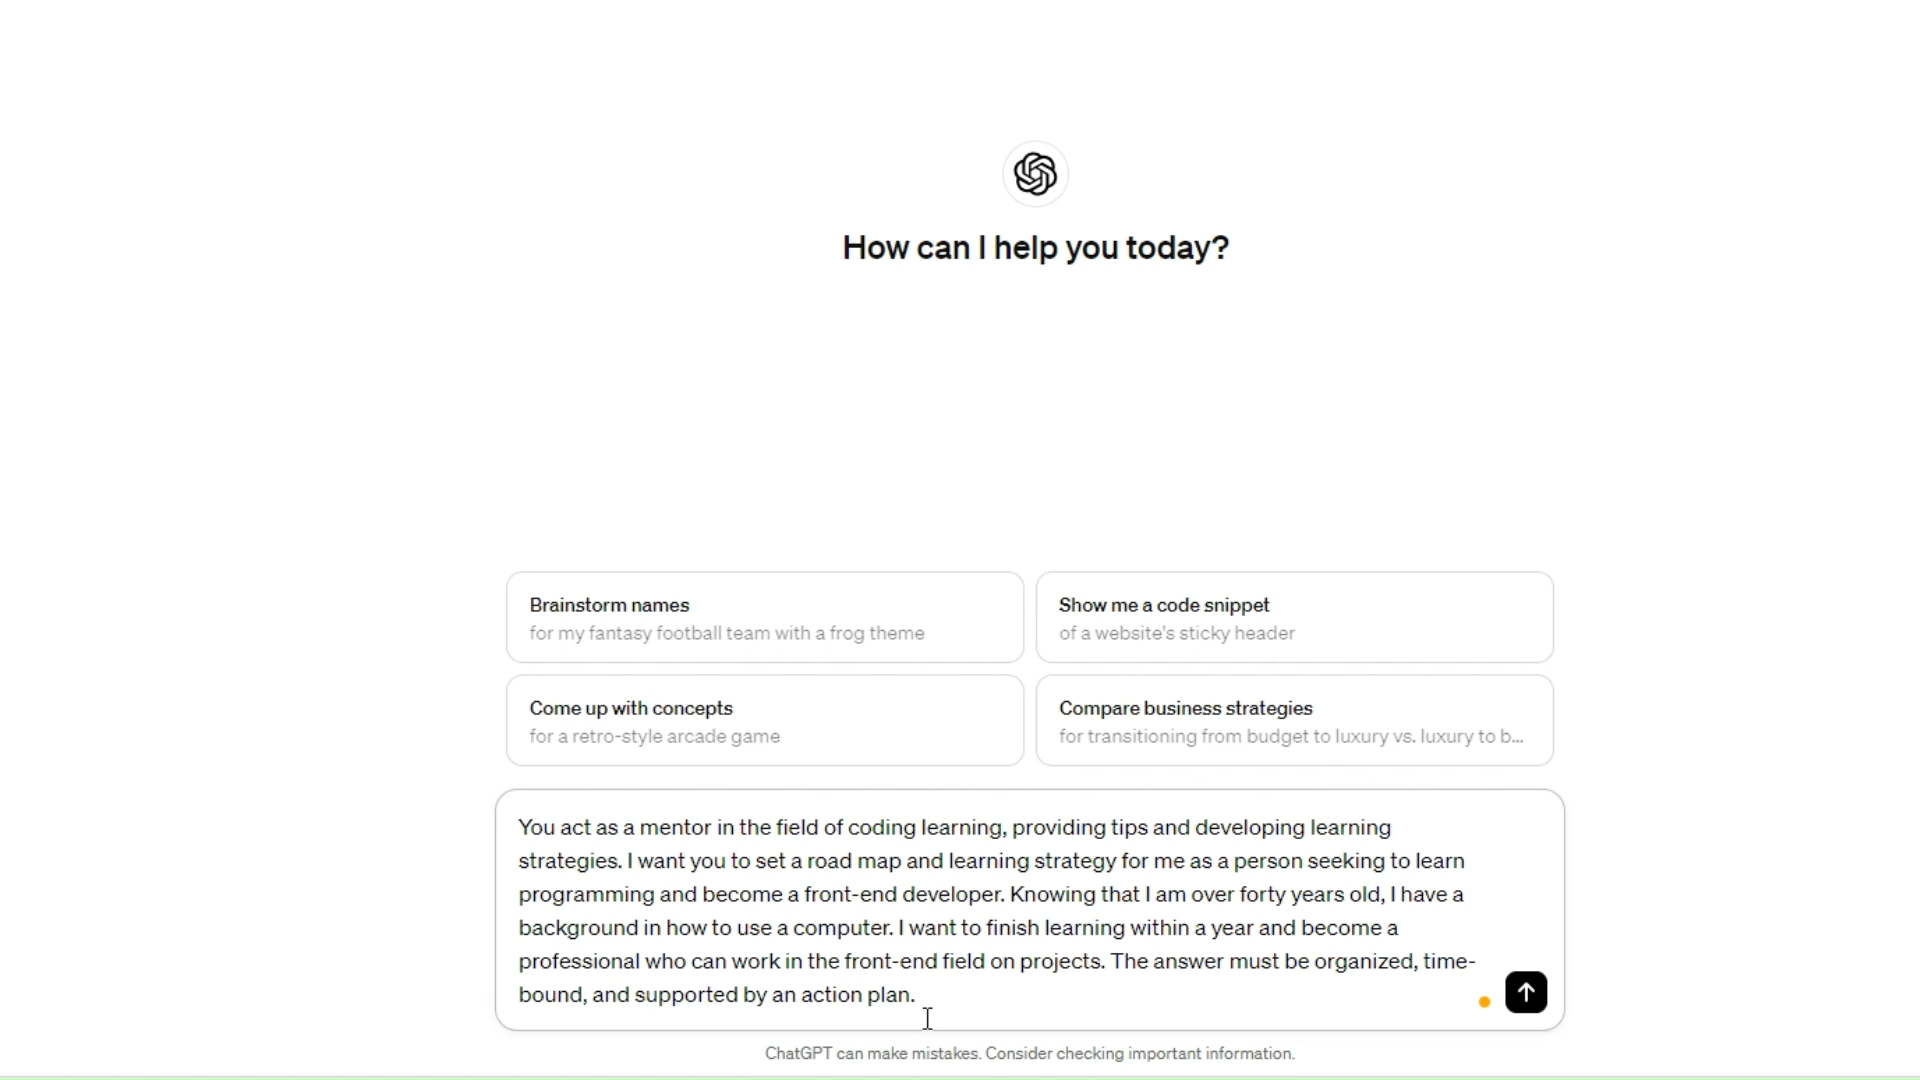 How can I help you today?
Brainstorm names
for my fantasy football team with a frog theme
Show me a code snippet
of a website's sticky header
Come up with concepts
for a retro-style arcade game
Compare business strategies
for transitioning from budget to luxury vs. luxury to b...
You act as a mentor in the field of coding learning, providing tips and developing learning
strategies. I want you to set a road map and learning strategy for me as a person seeking to learn
programming and become a front-end developer. Knowing that I am over forty years old, I have a
background in how to use a computer. I want to finish learning within a year and become a
professional who can work in the front-end field on projects. The answer must be organized, time-
bound, and supported by an action plan.
ChatGPT can make mistakes. Consider checking important information.